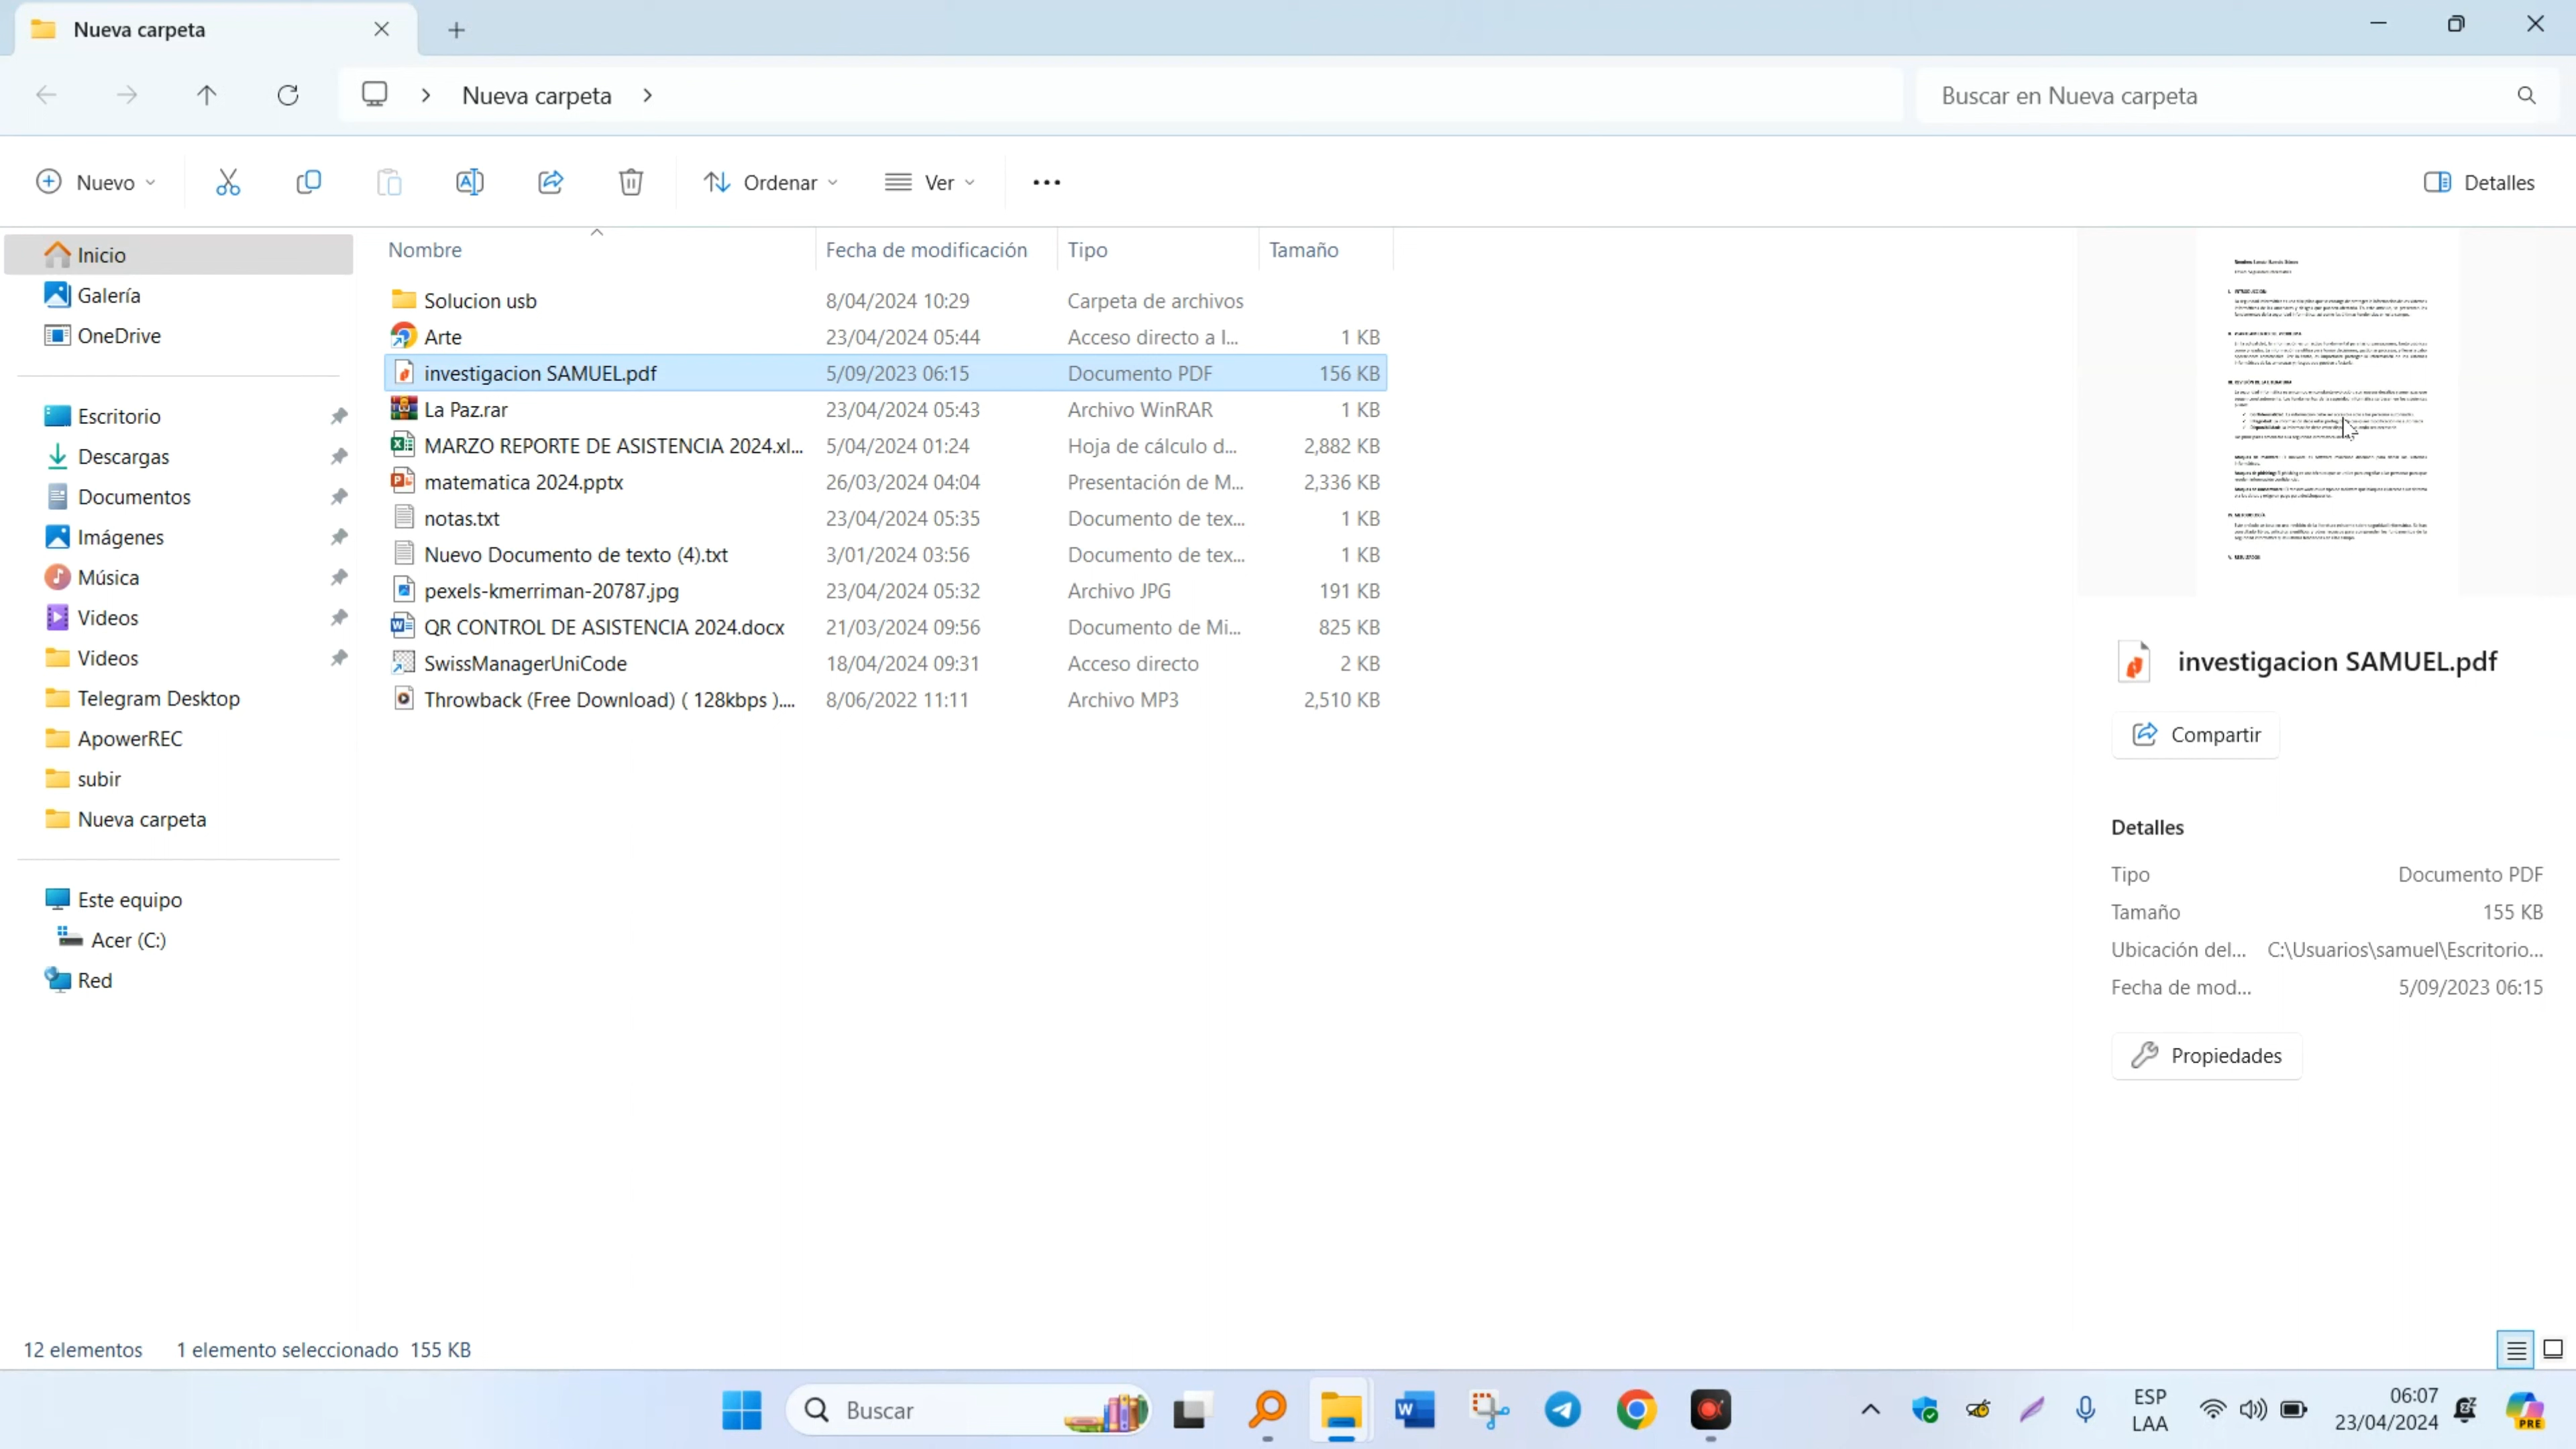 Nueva carpeta
Nueva carpeta
Buscar en Nueva carpeta
Nuevo
Ordenar
Ver
Detalles
Inicio
Galería
OneDrive
Escritorio
Descargas
Documentos
Imágenes
Música
Videos
Videos
Telegram Desktop
ApowerREC
subir
Nueva carpeta
Este equipo
Acer (C:)
Red
Nombre Fecha de modificación Tipo Tamaño
Solucion usb 8/04/2024 10:29 Carpeta de archivos
Arte 23/04/2024 05:44 Acceso directo a I... 1 KB
investigacion SAMUEL.pdf 5/09/2023 06:15 Documento PDF 156 KB
La Paz.rar 23/04/2024 05:43 Archivo WinRAR 1 KB
MARZO REPORTE DE ASISTENCIA 2024.xl... 5/04/2024 01:24 Hoja de cálculo d... 2,882 KB
matematica 2024.pptx 26/03/2024 04:04 Presentación de M... 2,336 KB
notas.txt 23/04/2024 05:35 Documento de tex... 1 KB
Nuevo Documento de texto (4).txt 3/01/2024 03:56 Documento de tex... 1 KB
pexels-kmerriman-20787.jpg 23/04/2024 05:32 Archivo JPG 191 KB
QR CONTROL DE ASISTENCIA 2024.docx 21/03/2024 09:56 Documento de Mi... 825 KB
SwissManagerUniCode 18/04/2024 09:31 Acceso directo 2 KB
Throwback (Free Download) ( 128kbps ).... 8/06/2022 11:11 Archivo MP3 2,510 KB
investigacion SAMUEL.pdf
Compartir
Detalles
Tipo Documento PDF
Tamaño 155 KB
Ubicación del... C:\Usuarios\samuel\Escritorio...
Fecha de mod... 5/09/2023 06:15
Propiedades
12 elementos 1 elemento seleccionado 155 KB
Buscar
ESP
LAA
06:07
23/04/2024
PRE